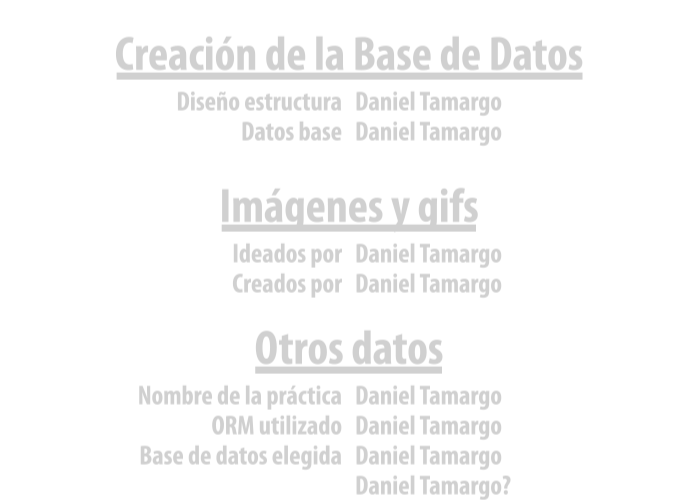 Creación de la Base de Datos
Diseño estructura Daniel Tamargo
Datos base Daniel Tamargo
Imágenes y gifs
Ideados por Daniel Tamargo
Creados por Daniel Tamargo
Otros datos
Nombre de la práctica Daniel Tamargo
ORM utilizado Daniel Tamargo
Base de datos elegida Daniel Tamargo
Daniel Tamargo?